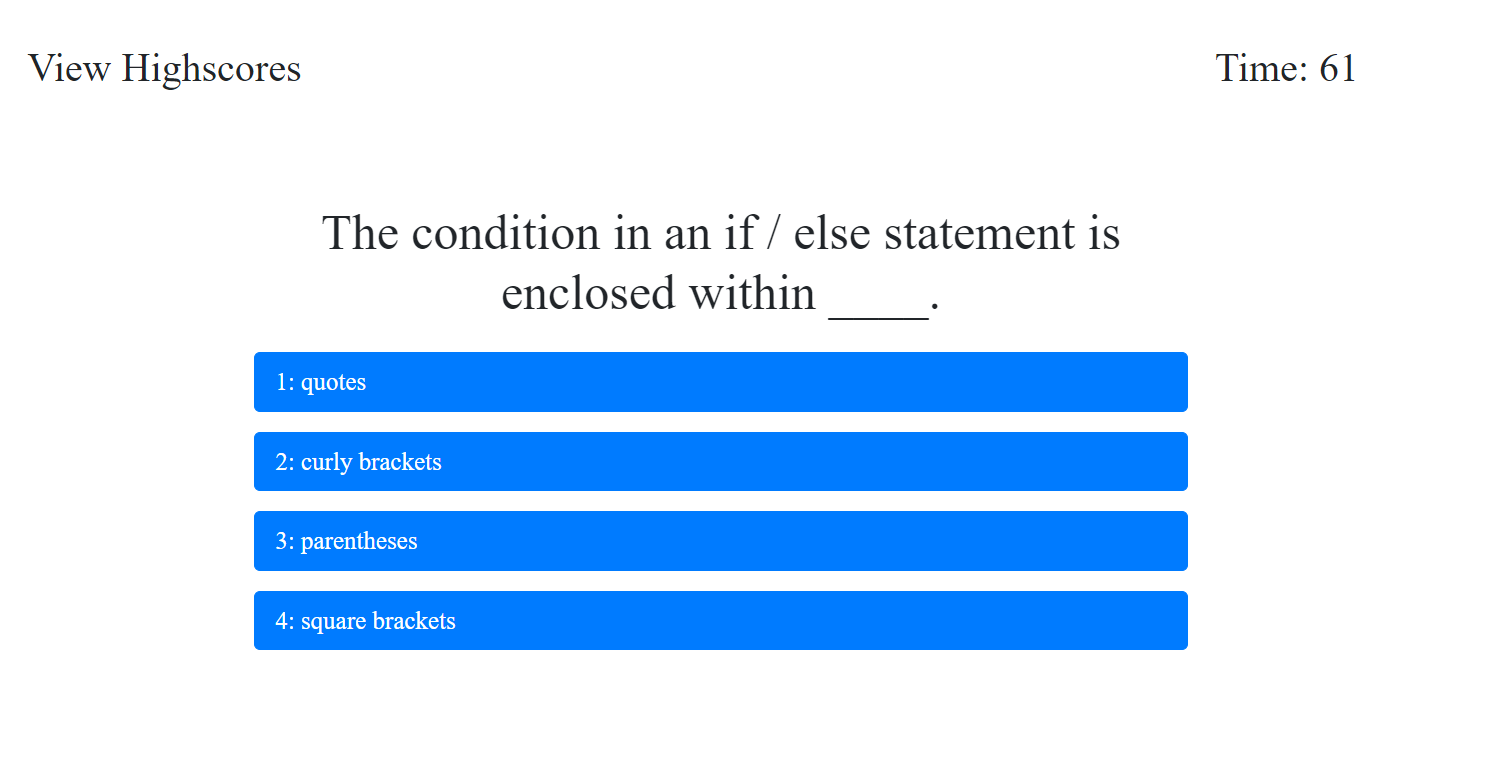 View Highscores
Time: 61
The condition in an if / else statement is
enclosed within ____.
1: quotes
2: curly brackets
3: parentheses
4: square brackets